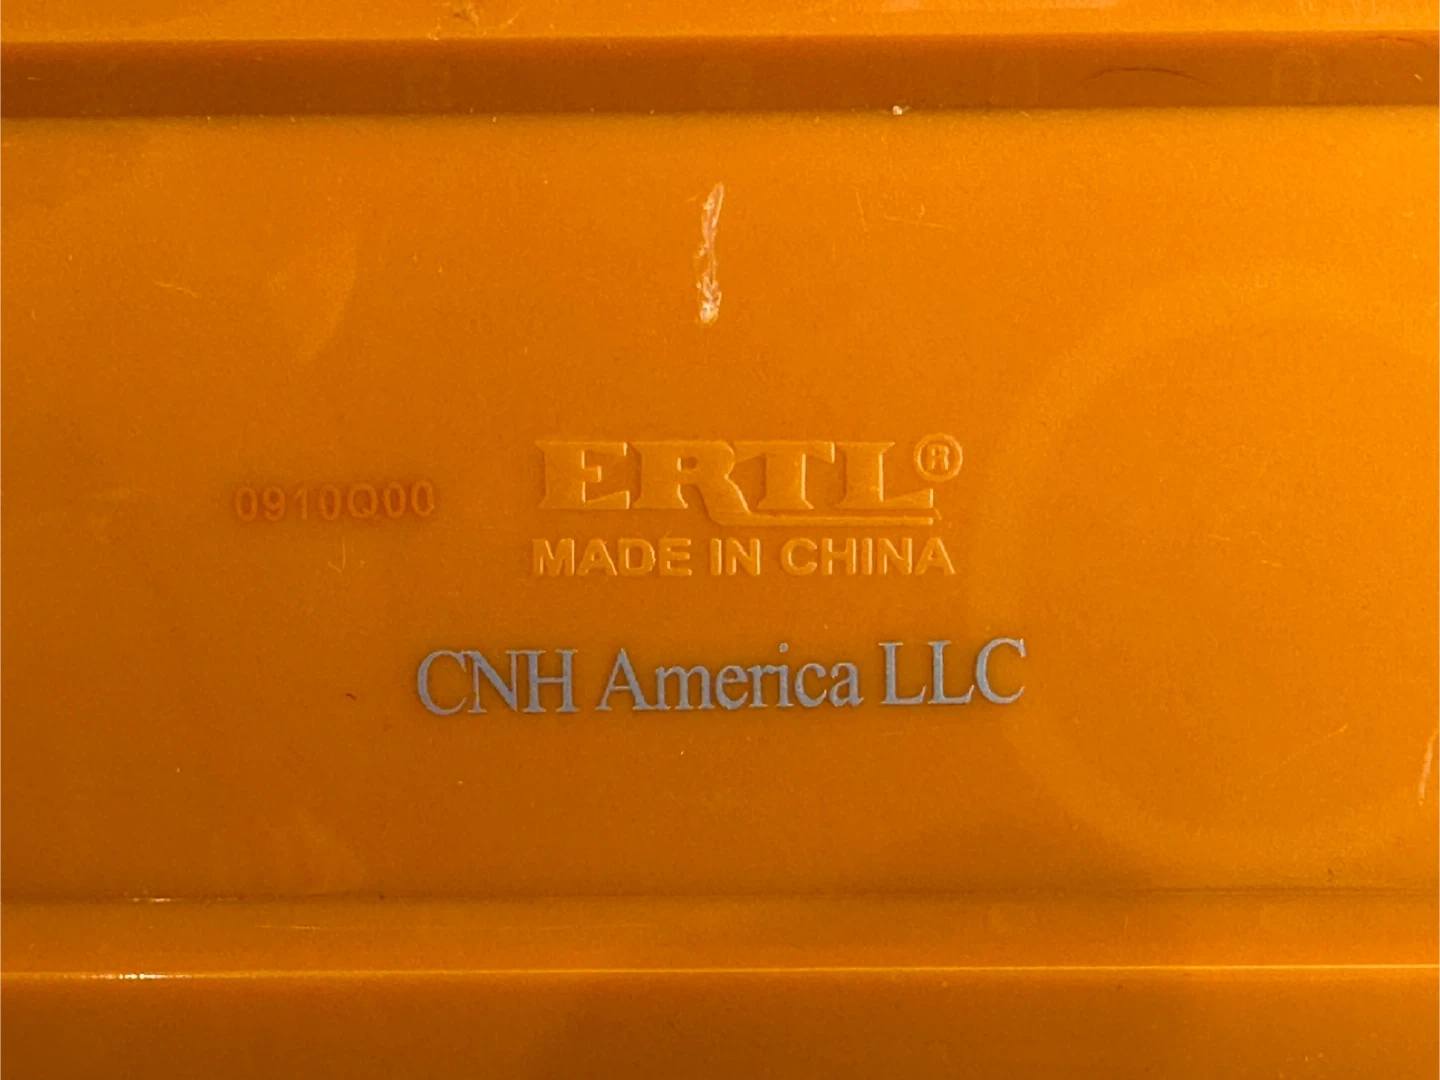 ERTL®
0910Q00
MADE IN CHINA
CNH America LLC